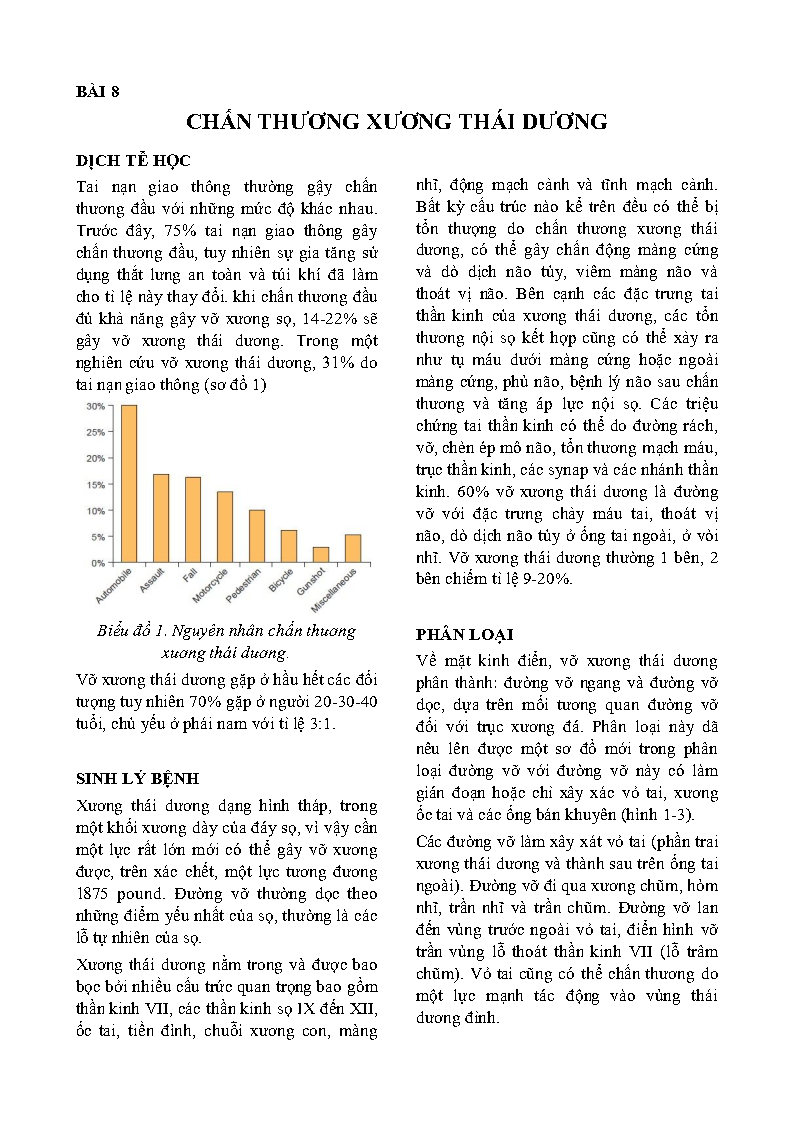 BÀI 8
CHẤN THƯƠNG XƯƠNG THÁI DƯƠNG
DỊCH TỄ HỌC
Tai nạn giao thông thường gậy chấn
thương đầu với những mức độ khác nhau.
Trước đây, 75% tai nạn giao thông gây
chấn thương đầu, tuy nhiên sự gia tăng sử
dụng thắt lưng an toàn và túi khí đã làm
cho tỉ lệ này thay đổi. khi chấn thương đầu
đủ khả năng gây vỡ xương sọ, 14-22% sẽ
gây vỡ xương thái dương. Trong một
nghiên cứu vỡ xương thái dương, 31% do
tai nạn giao thông (sơ đồ 1)
30%
25%
20%
15%
10%
5%
0%
Automobile
Assault
Fall
Motorcycle
Pedestrian
Bicycle
Gunshot
Miscellaneous
Biểu đồ 1. Nguyên nhân chấn thương
xương thái dương.
Vỡ xương thái dương gặp ở hầu hết các đối
tượng tuy nhiên 70% gặp ở người 20-30-40
tuổi, chủ yếu ở phái nam với tỉ lệ 3:1.
SINH LÝ BỆNH
Xương thái dương dạng hình tháp, trong
một khối xương dày của đáy sọ, vì vậy cần
một lực rất lớn mới có thể gây vỡ xương
được, trên xác chết, một lực tương đương
1875 pound. Đường vỡ thường dọc theo
những điểm yếu nhất của sọ, thường là các
lỗ tự nhiên của sọ.
Xương thái dương nằm trong và được bao
bọc bởi nhiều cấu trức quan trọng bao gồm
thần kinh VII, các thần kinh sọ IX đến XII,
ốc tai, tiền đình, chuỗi xương con, màng
nhĩ, động mạch cảnh và tĩnh mạch cảnh.
Bất kỳ cấu trúc nào kể trên đều có thể bị
tổn thượng do chấn thương xương thái
dương, có thể gây chấn động màng cứng
và dò dịch não tủy, viêm màng não và
thoát vị não. Bên cạnh các đặc trưng tai
thần kinh của xương thái dương, các tổn
thương nội sọ kết hợp cũng có thể xảy ra
như tụ máu dưới màng cứng hoặc ngoài
màng cứng, phù não, bệnh lý não sau chấn
thương và tăng áp lực nội sọ. Các triệu
chứng tai thần kinh có thể do đường rách,
vỡ, chèn ép mô não, tổn thương mạch máu,
trục thần kinh, các synap và các nhánh thần
kinh. 60% vỡ xương thái dương là đường
vỡ với đặc trưng chảy máu tai, thoát vị
não, dò dịch não tủy ở ống tai ngoài, ở vòi
nhĩ. Vỡ xương thái dương thường 1 bên, 2
bên chiếm tỉ lệ 9-20%.
PHÂN LOẠI
Về mặt kinh điển, vỡ xương thái dương
phân thành: đường vỡ ngang và đường vỡ
dọc, dựa trên mối tương quan đường vỡ
đối với trục xương đá. Phân loại này đã
nêu lên được một sơ đồ mới trong phân
loại đường vỡ với đường vỡ này có làm
gián đoạn hoặc chỉ xây xác vỏ tai, xương
ốc tai và các ống bán khuyên (hình 1-3).
Các đường vỡ làm xây xát vỏ tai (phần trai
xương thái dương và thành sau trên ống tai
ngoài). Đường vỡ đi qua xương chũm, hỏm
nhĩ, trần nhĩ và trần chũm. Đường vỡ lan
đến vùng trước ngoài vỏ tai, điển hình vỡ
trần vùng lỗ thoát thần kinh VII (lỗ trâm
chũm). Vỏ tai cũng có thể chấn thương do
một lực mạnh tác động vào vùng thái
dương đỉnh.